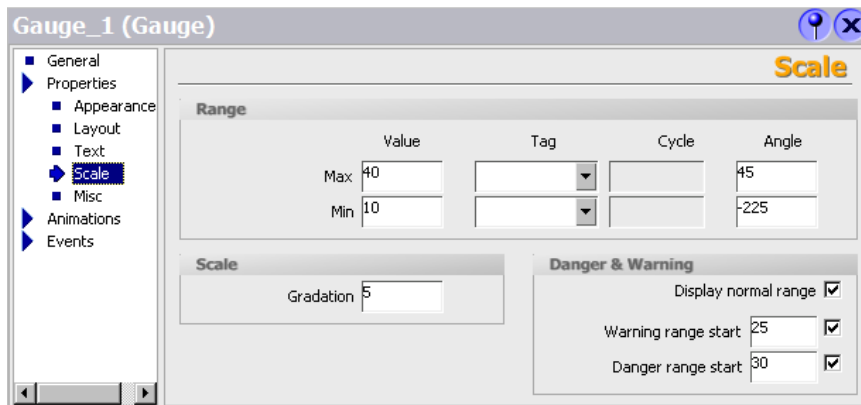 Gauge_1 (Gauge)
General
Properties
Appearance
Layout
Text
Scale
Misc
Animations
Events
Scale
Range
Value Tag Cycle Angle
Max 40 45
Min 10 -225
Scale
Gradation 5
Danger & Warning
Display normal range
Warning range start 25
Danger range start 30